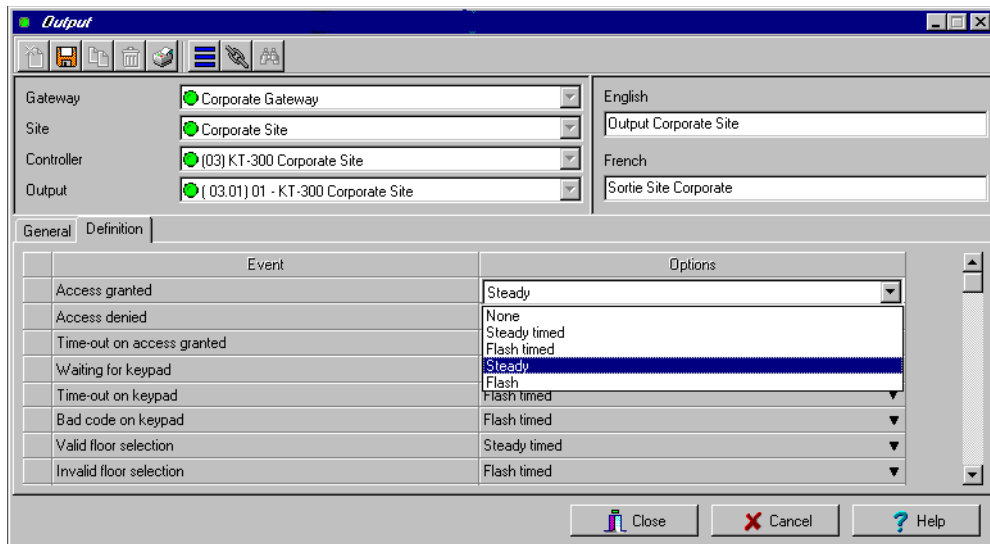 Output
Gateway
Corporate Gateway
Site
Corporate Site
Controller
(03) KT-300 Corporate Site
Output
( 03.01) 01 - KT-300 Corporate Site
English
Output Corporate Site
French
Sortie Site Corporate
General
Definition
Event
Options
Access granted
Steady
Access denied
None
Steady timed
Time-out on access granted
Flash timed
Waiting for keypad
Steady
Flash
Time-out on keypad
Flash timed
Bad code on keypad
Flash timed
Valid floor selection
Steady timed
Invalid floor selection
Flash timed
Close
Cancel
Help